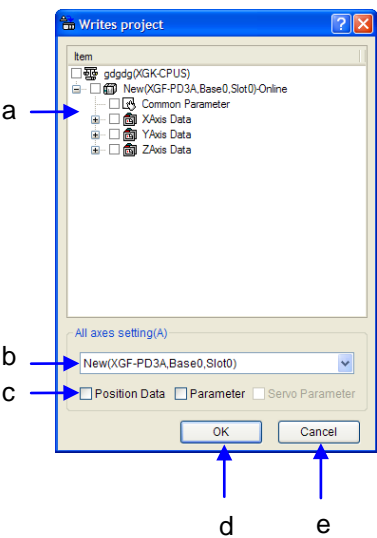 Writes project
Item
gdgdg(XGK-CPUS)
New(XGF-PD3A,Base0,Slot0)-Online
a
Common Parameter
XAxis Data
YAxis Data
ZAxis Data
All axes setting(A)
b
New(XGF-PD3A,Base0,Slot0)
c
Position Data Parameter Servo Parameter
OK Cancel
d e